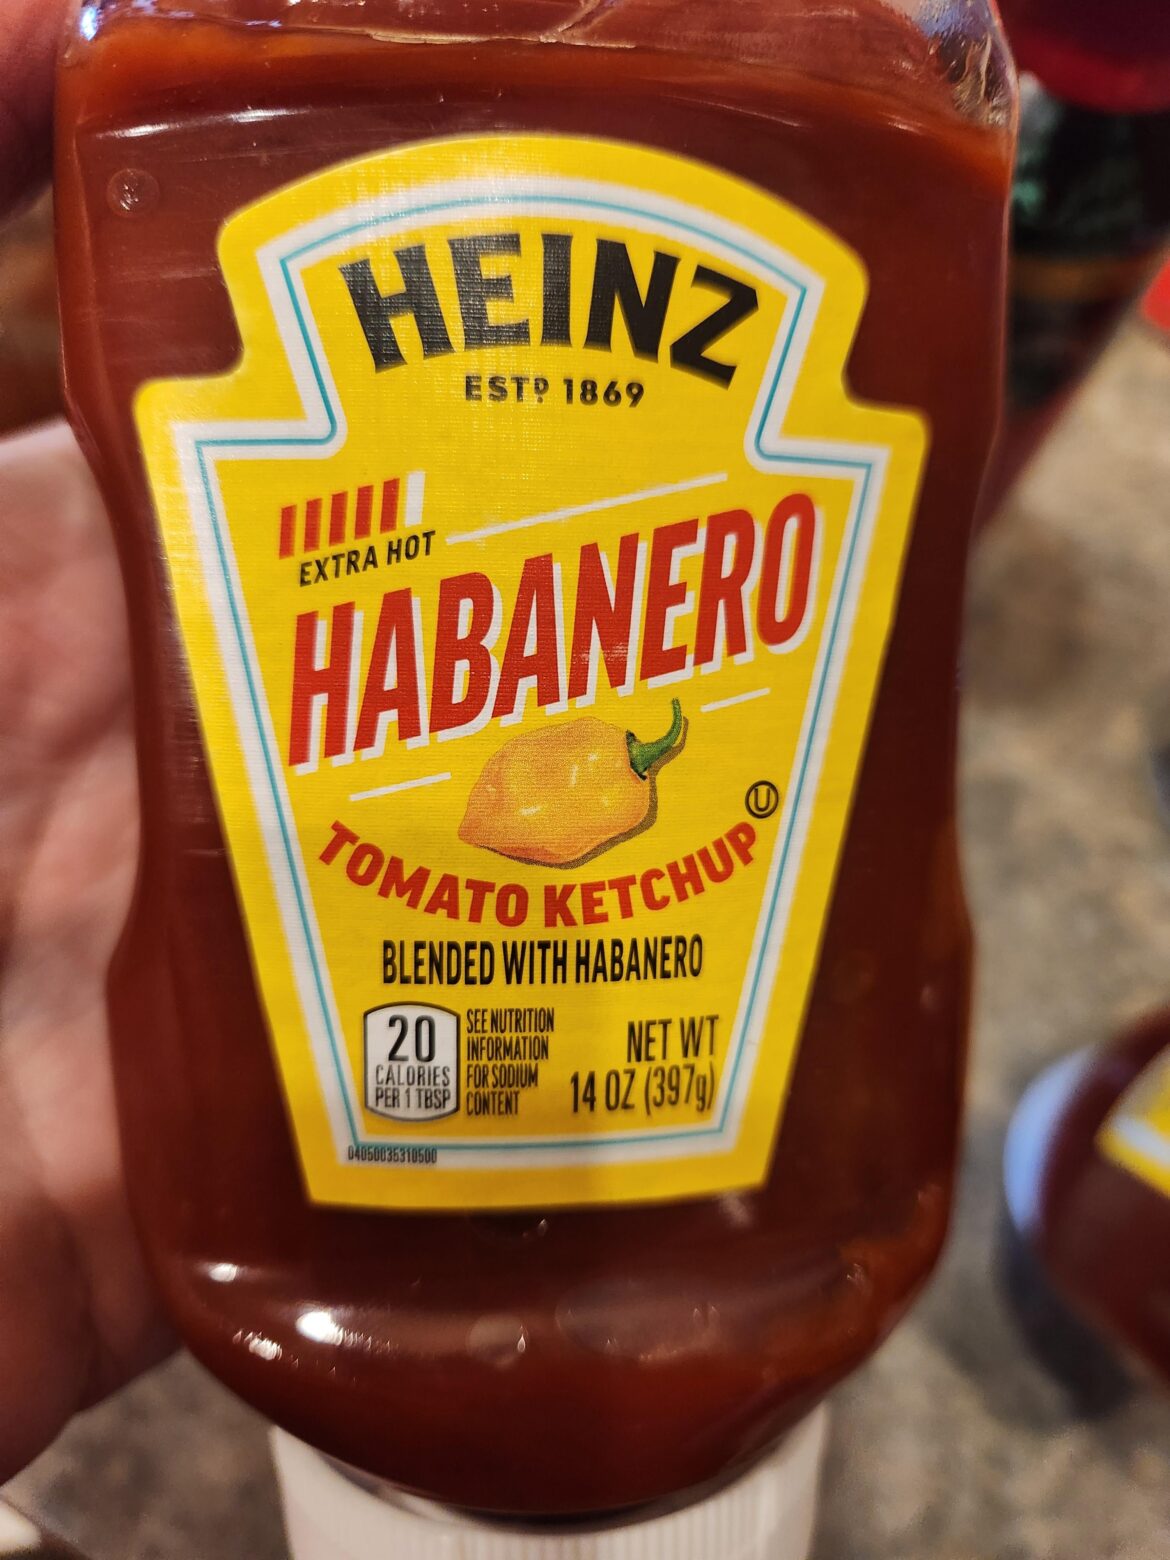 HEINZ
ESTD 1869
EXTRA HOT
HABANERO
TOMATO KETCHUP
U
BLENDED WITH HABANERO
20
CALORIES
PER 1 TBSP
SEE NUTRITION
INFORMATION
FOR SODIUM
CONTENT
NET WT
14 OZ (397g)
04050035310500